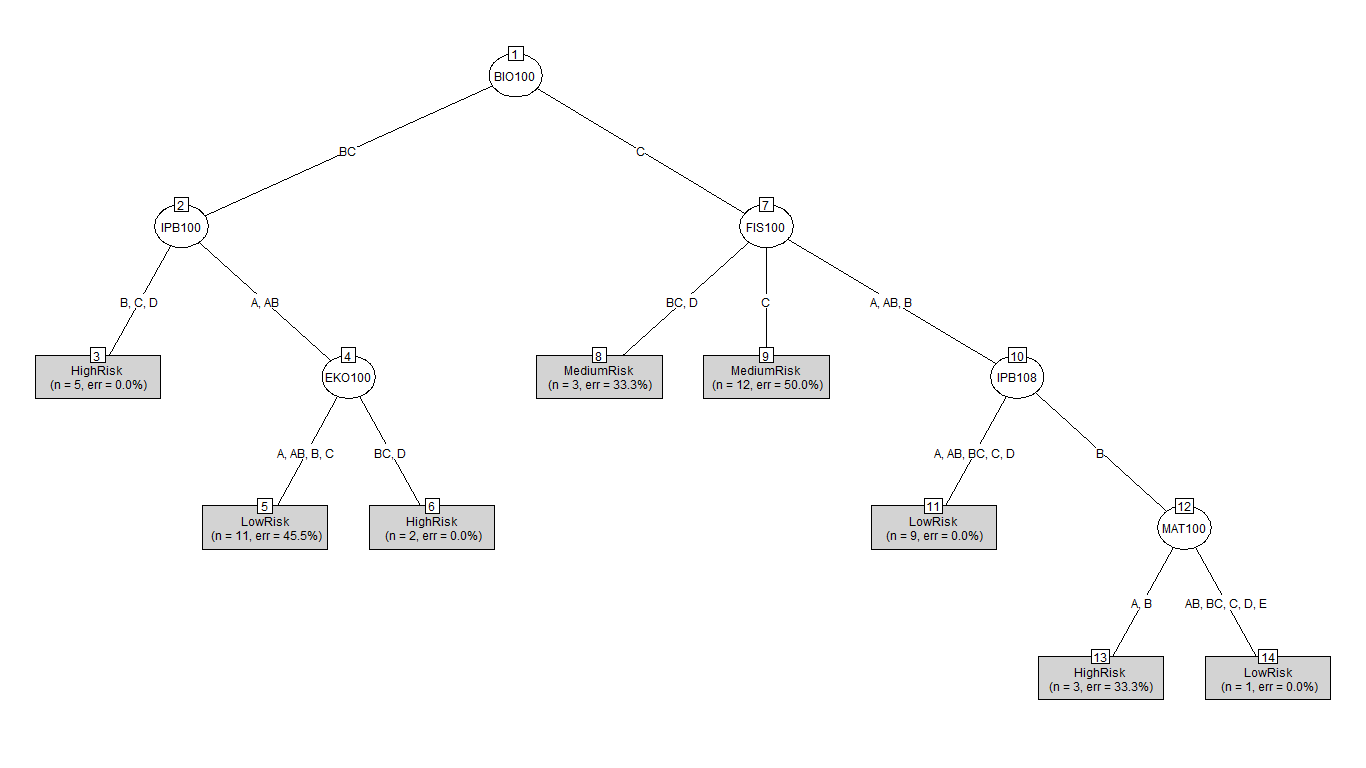 1
BIO100
BC
C
2
IPB100
7
FIS100
B, C, D
A, AB
BC, D
C
A, AB, B
3
HighRisk
(n = 5, err = 0.0%)
4
EKO100
8
MediumRisk
(n = 3, err = 33.3%)
9
MediumRisk
(n = 12, err = 50.0%)
10
IPB108
A, AB, B, C
BC, D
A, AB, BC, C, D
B
5
LowRisk
(n = 11, err = 45.5%)
6
HighRisk
(n = 2, err = 0.0%)
11
LowRisk
(n = 9, err = 0.0%)
12
MAT100
A, B
AB, BC, C, D, E
13
HighRisk
(n = 3, err = 33.3%)
14
LowRisk
(n = 1, err = 0.0%)